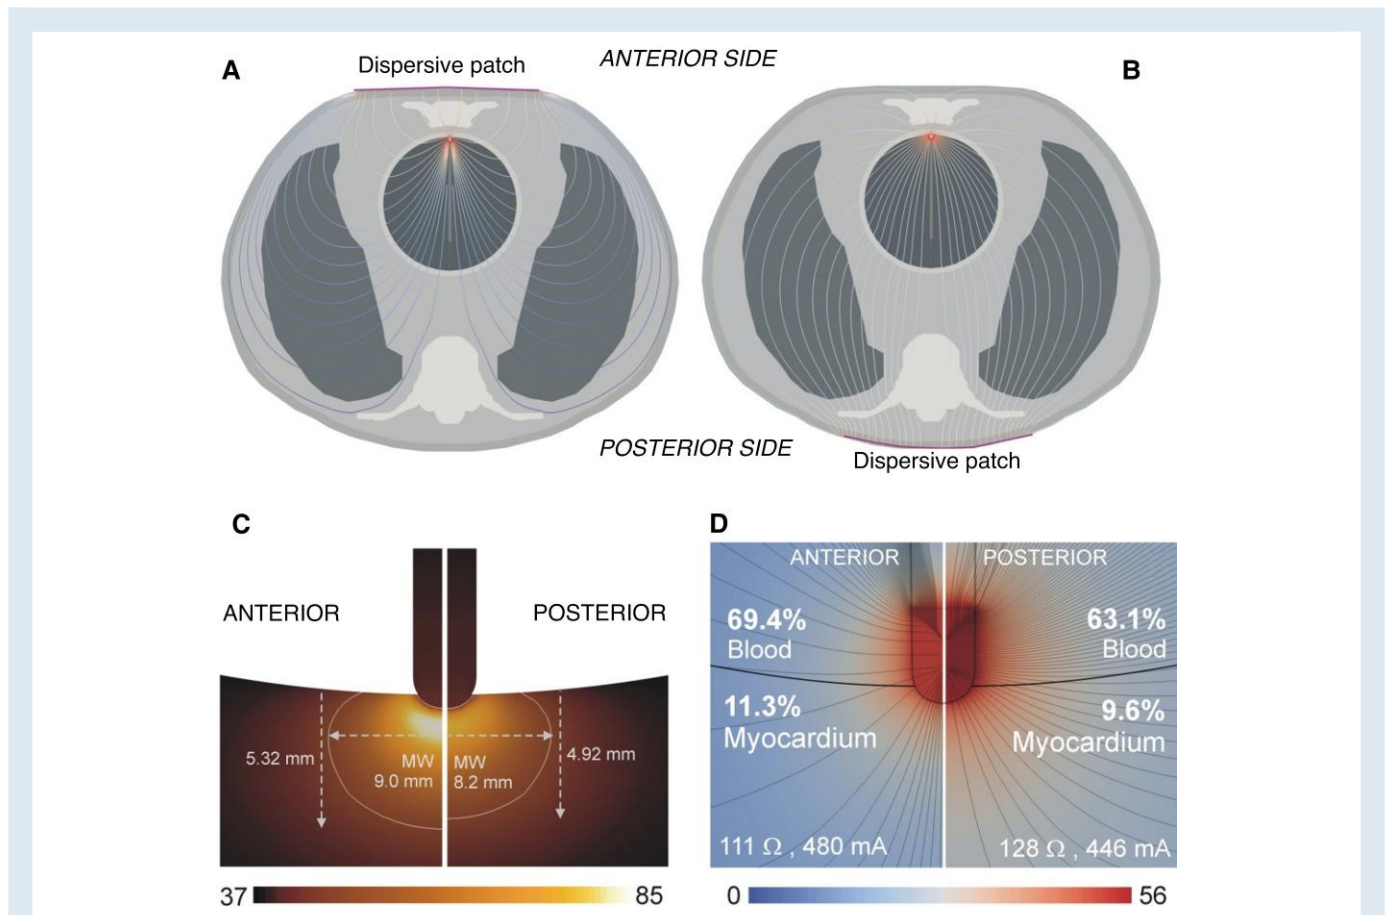 A
Dispersive patch
ANTERIOR SIDE
B
POSTERIOR SIDE
Dispersive patch
C
ANTERIOR
POSTERIOR
5.32 mm
MW
9.0 mm
MW
8.2 mm
4.92 mm
37
85
D
ANTERIOR
POSTERIOR
69.4%
Blood
63.1%
Blood
11.3%
Myocardium
9.6%
Myocardium
111 Ω , 480 mA
128 Ω , 446 mA
0
56